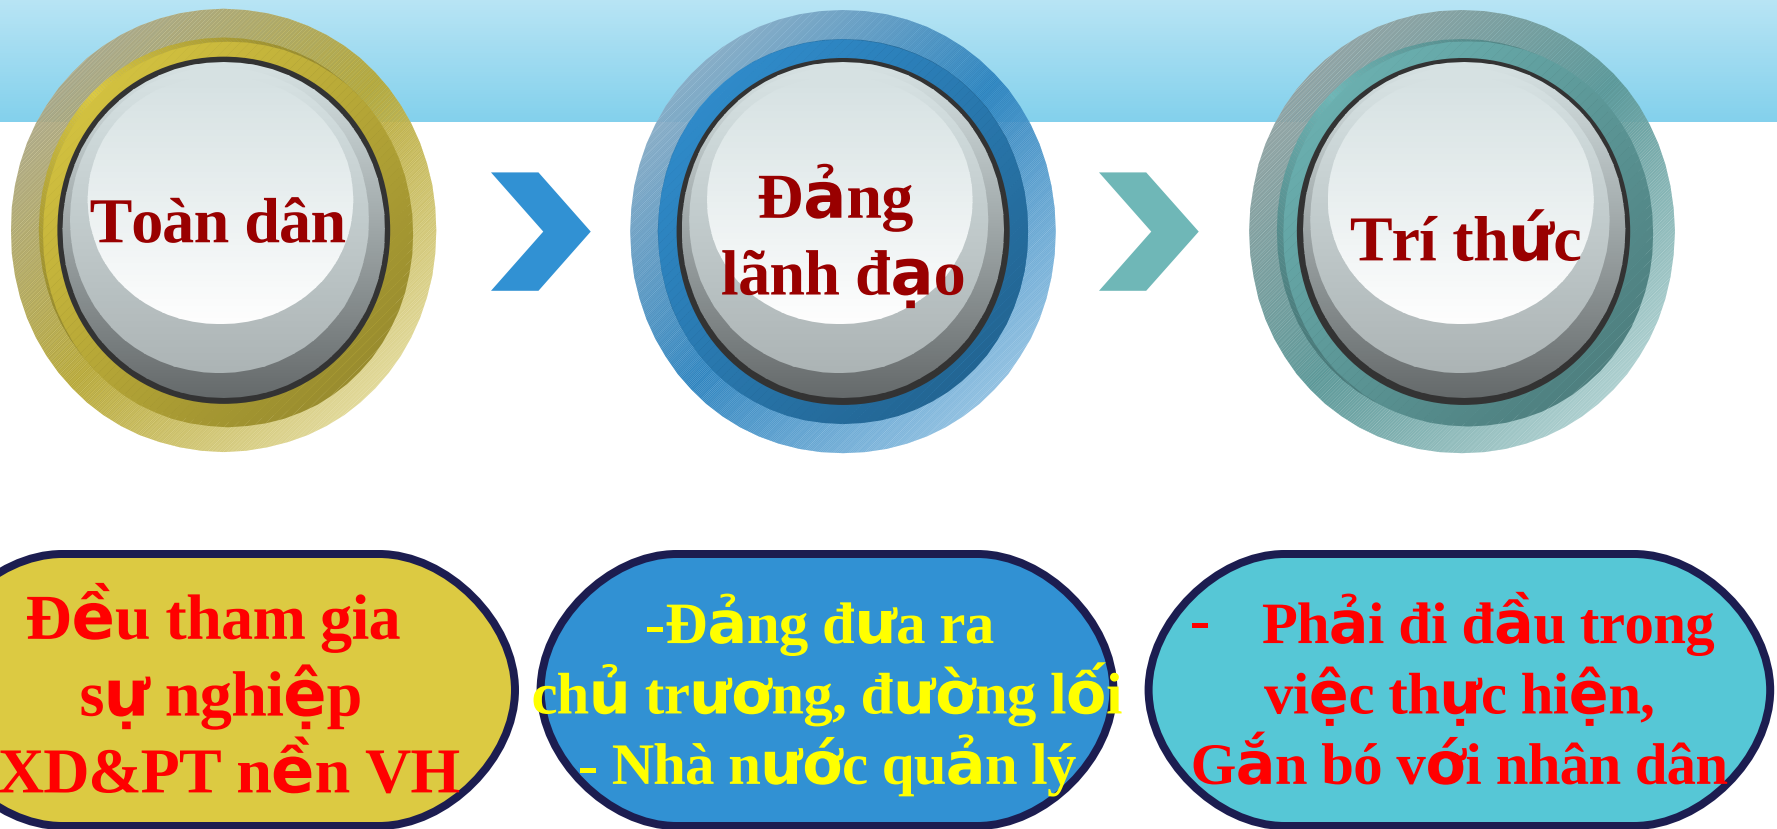 Toàn dân
Đảng
lãnh đạo
Trí thức
Đều tham gia
sự nghiệp
XD&PT nền VH
-Đảng đưa ra
chủ trương, đường lối
- Nhà nước quản lý
- Phải đi đầu trong
việc thực hiện,
Gắn bó với nhân dân